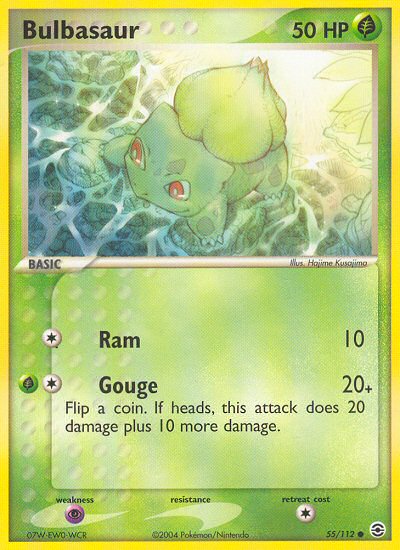 Bulbasaur 50 HP
BASIC
Illus. Hajime Kusajima
Ram 10
Gouge 20+
Flip a coin. If heads, this attack does 20
damage plus 10 more damage.
weakness resistance retreat cost
07W-EW0-WCR ©2004 Pokémon/Nintendo 55/112 ●